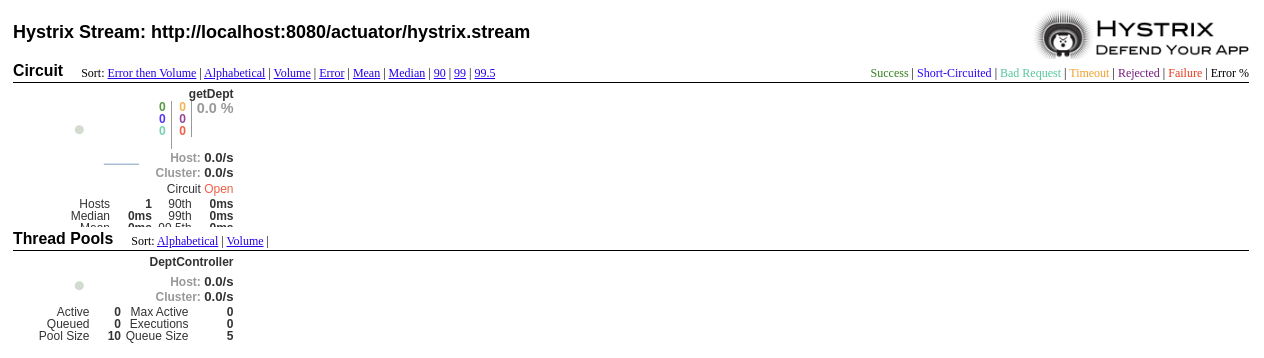 Hystrix Stream: http://localhost:8080/actuator/hystrix.stream
HYSTRIX
DEFEND YOUR APP
Circuit Sort: Error then Volume | Alphabetical | Volume | Error | Mean | Median | 90 | 99 | 99.5 Success | Short-Circuited | Bad Request | Timeout | Rejected | Failure | Error %
getDept
0 0 0.0 %
0 0
0 0
Host: 0.0/s
Cluster: 0.0/s
Circuit Open
Hosts 1 90th 0ms
Median 0ms 99th 0ms
Mean 0ms 99.5th 0ms
Thread Pools Sort: Alphabetical | Volume |
DeptController
Host: 0.0/s
Cluster: 0.0/s
Active 0 Max Active 0
Queued 0 Executions 0
Pool Size 10 Queue Size 5